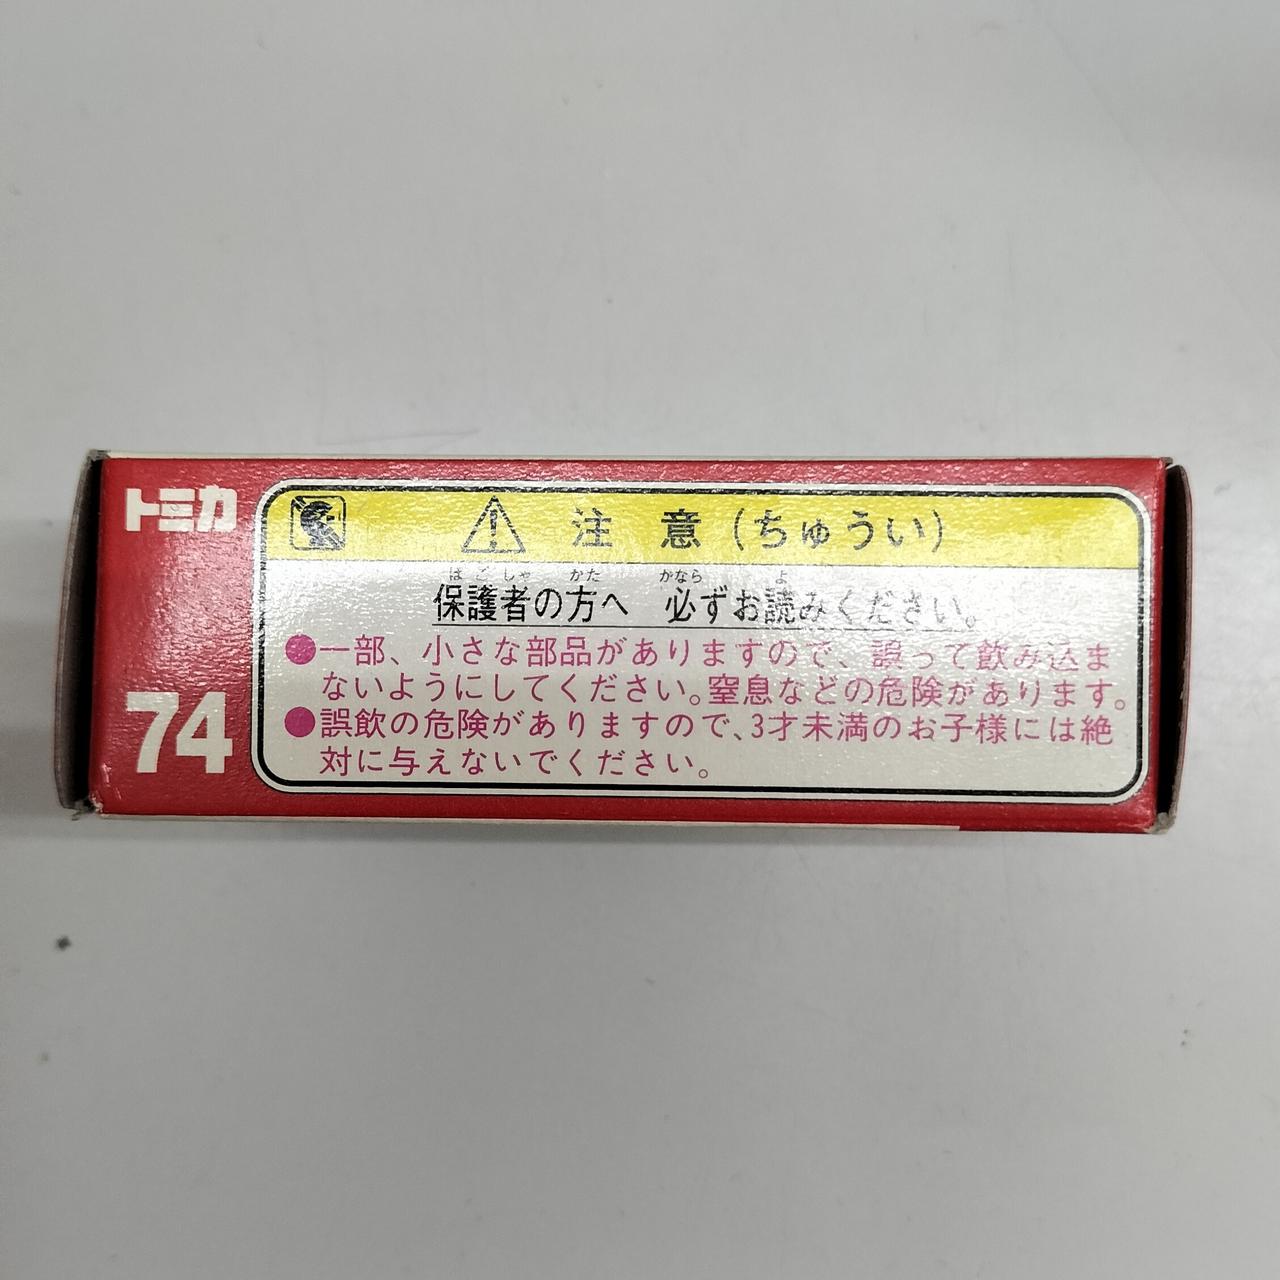 トミカ
74
注意(ちゅうい)
ほごしゃ かた かなら よ
保護者の方へ 必ずお読みください。
●一部、小さな部品がありますので、誤って飲み込ま
ないようにしてください。窒息などの危険があります。
●誤飲の危険がありますので、3才未満のお子様には絶
対に与えないでください。